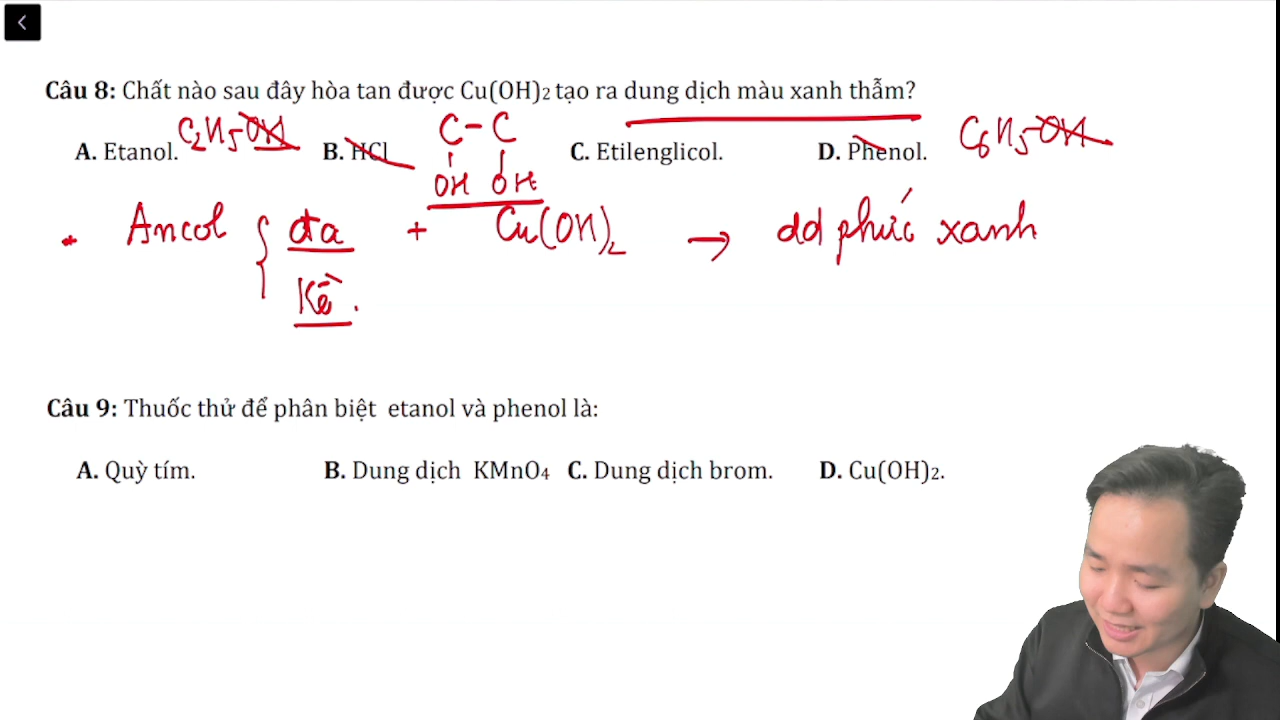 Câu 8: Chất nào sau đây hòa tan được Cu(OH)2 tạo ra dung dịch màu xanh thẫm?
C2H5OH
C-C
C6H5OH
A. Etanol. B. HCl C. Etilenglicol. D. Phenol.
OH OH
Ancol { đa + Cu(OH)2 → dd phức xanh
kề.
Câu 9: Thuốc thử để phân biệt etanol và phenol là:
A. Quỳ tím. B. Dung dịch KMnO4 C. Dung dịch brom. D. Cu(OH)2.